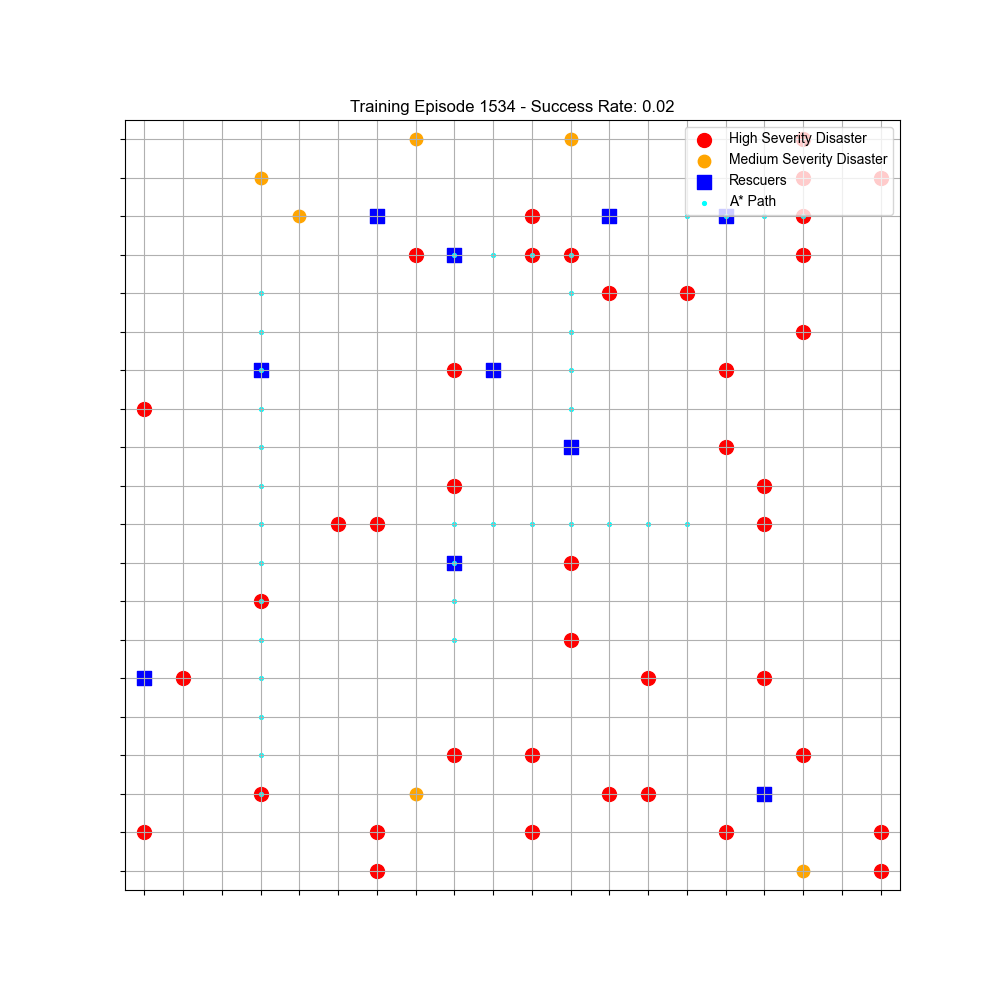 Training Episode 1534 - Success Rate: 0.02
High Severity Disaster
Medium Severity Disaster
Rescuers
A* Path